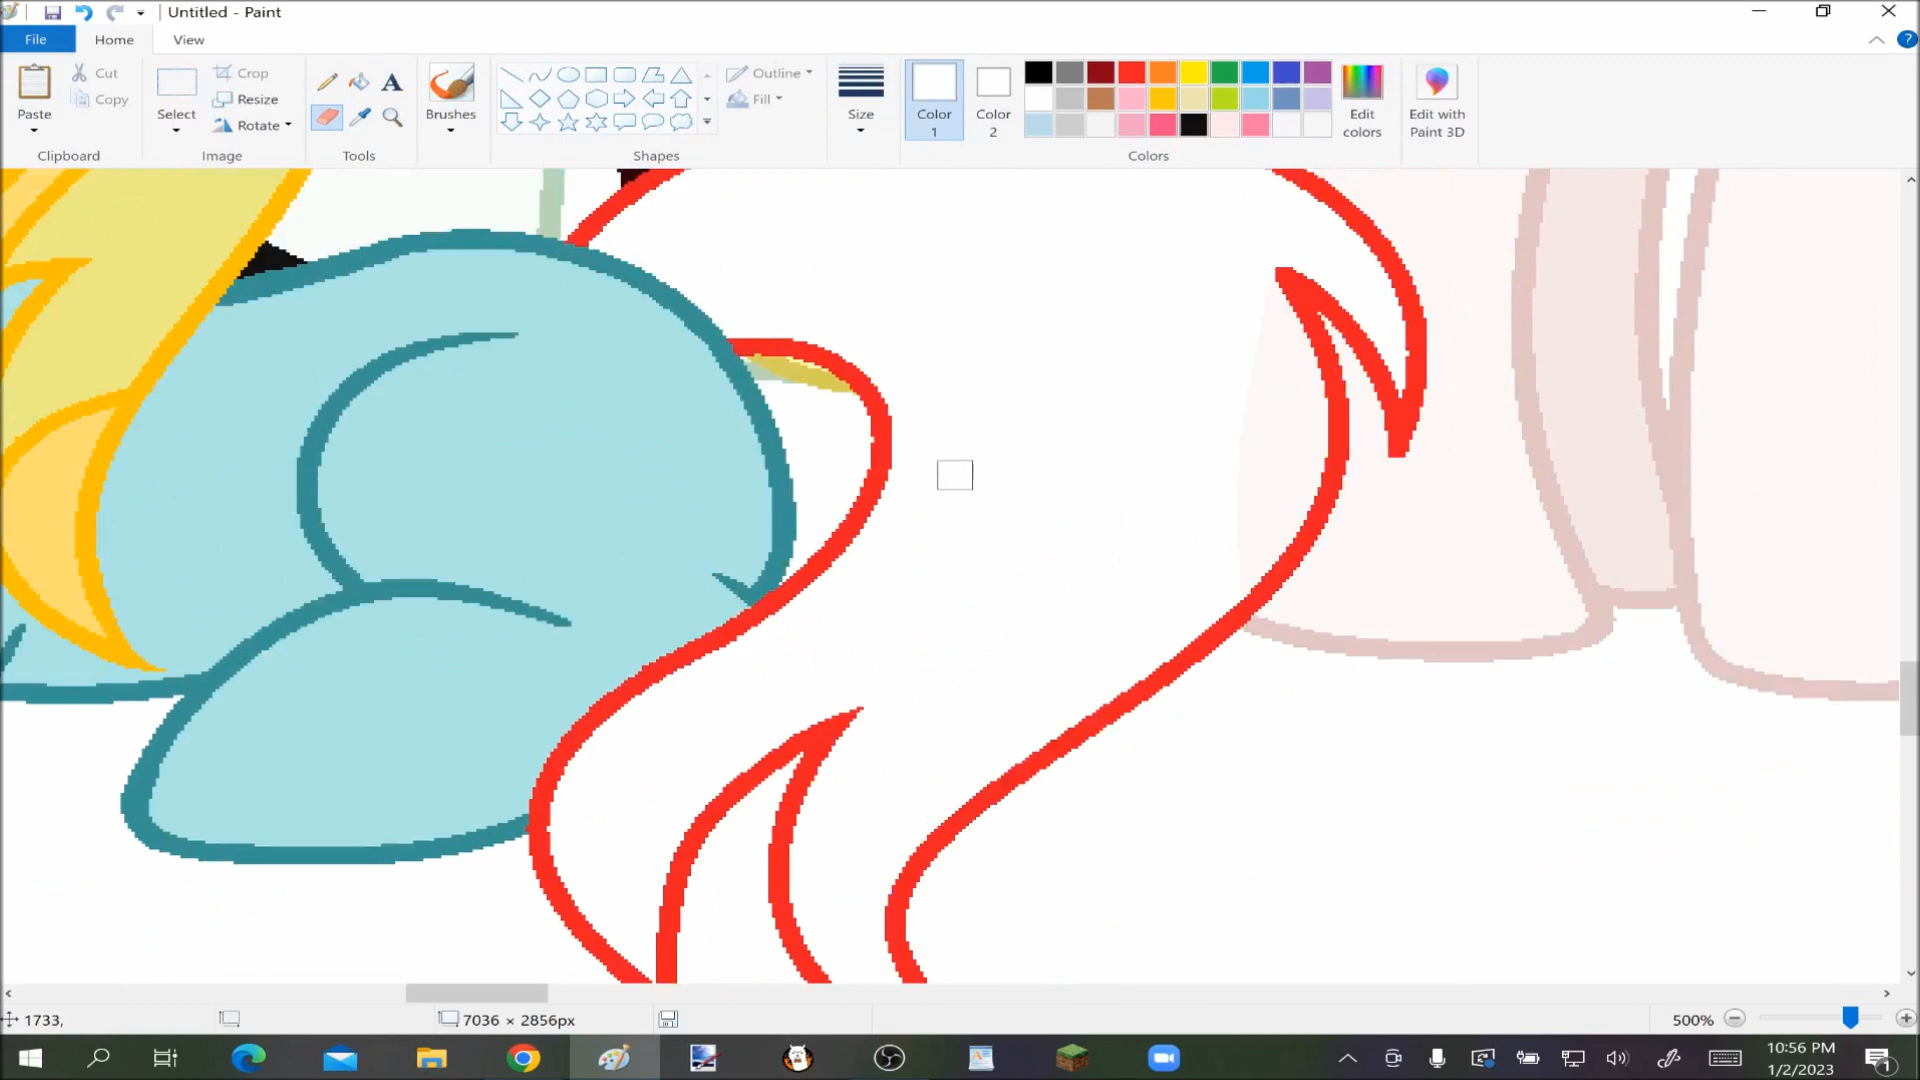 Untitled - Paint
File
Home
View
Paste
Cut
Copy
Clipboard
Select
Crop
Resize
Rotate
Image
Tools
Brushes
Shapes
Outline
Fill
Size
Color
1
Color
2
Colors
Edit
colors
Edit with
Paint 3D
1733,
7036 × 2856px
500%
10:56 PM
1/2/2023
1